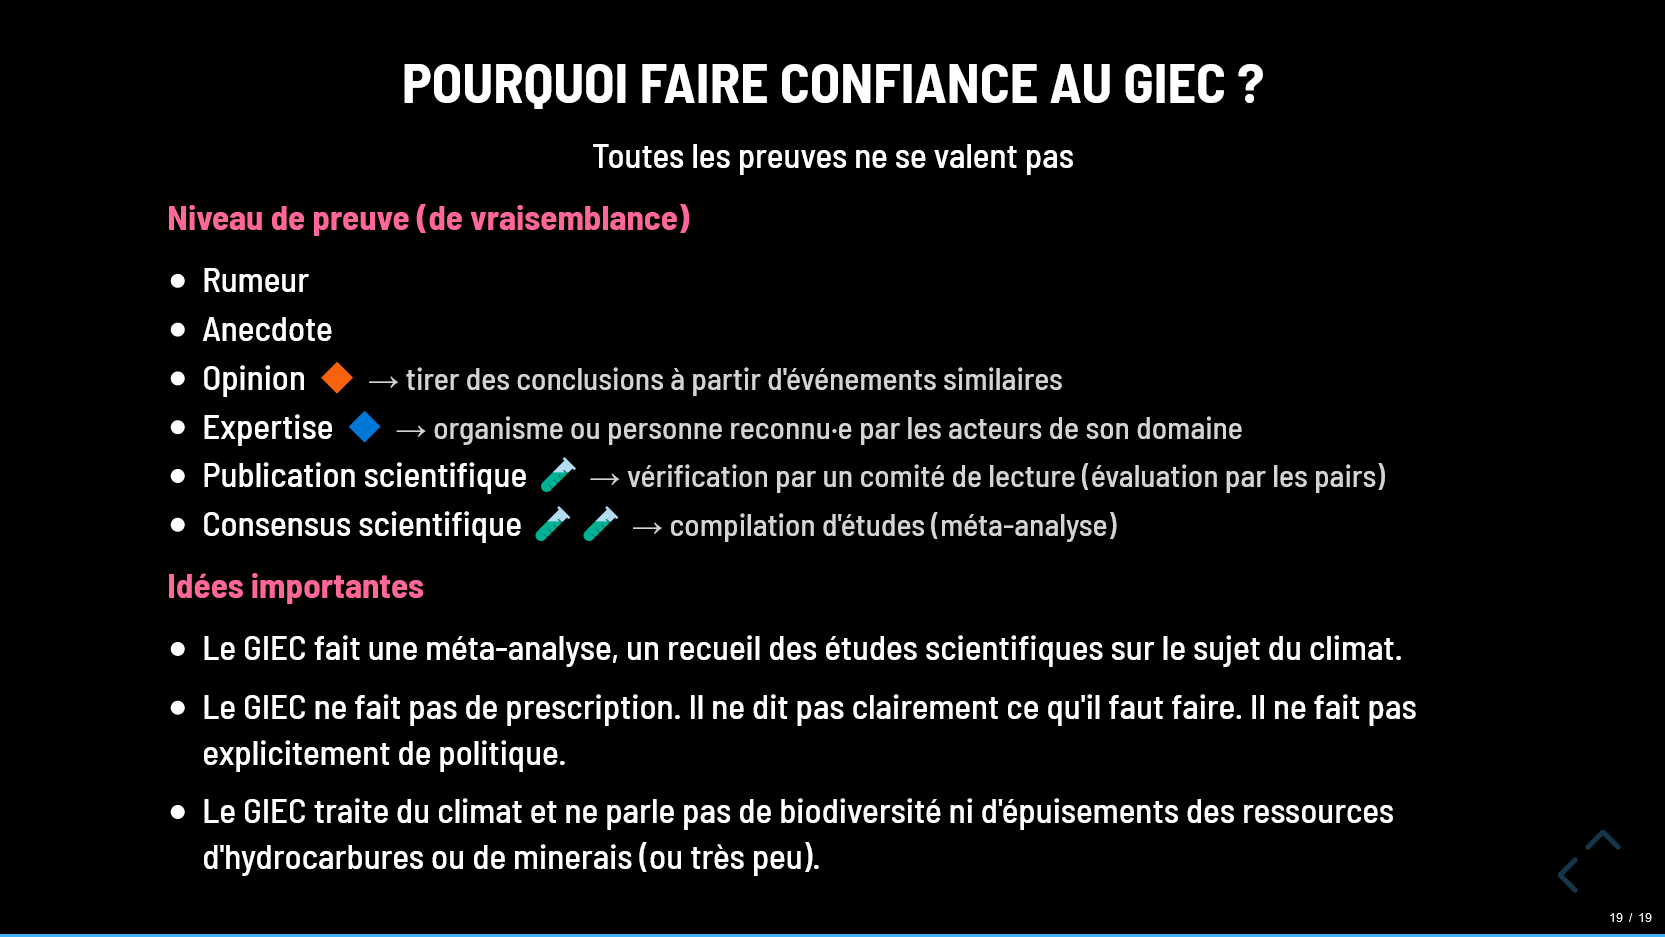 POURQUOI FAIRE CONFIANCE AU GIEC ?
Toutes les preuves ne se valent pas
Niveau de preuve (de vraisemblance)
• Rumeur
• Anecdote
• Opinion 🔶 → tirer des conclusions à partir d'événements similaires
• Expertise 🔷 → organisme ou personne reconnu·e par les acteurs de son domaine
• Publication scientifique 🧪 → vérification par un comité de lecture (évaluation par les pairs)
• Consensus scientifique 🧪 🧪 → compilation d'études (méta-analyse)
Idées importantes
• Le GIEC fait une méta-analyse, un recueil des études scientifiques sur le sujet du climat.
• Le GIEC ne fait pas de prescription. Il ne dit pas clairement ce qu'il faut faire. Il ne fait pas
explicitement de politique.
• Le GIEC traite du climat et ne parle pas de biodiversité ni d'épuisements des ressources
d'hydrocarbures ou de minerais (ou très peu).
19 / 19